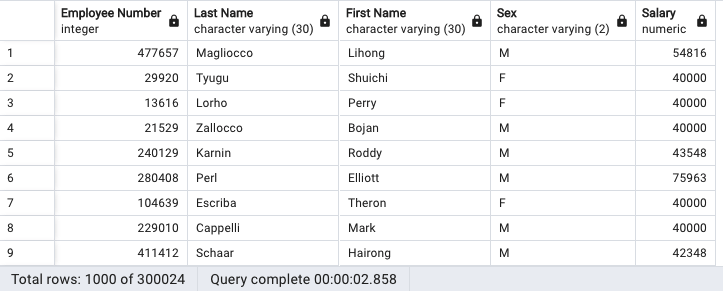 Employee Number Last Name First Name Sex Salary
integer character varying (30) character varying (30) character varying (2) numeric
1 477657 Magliocco Lihong M 54816
2 29920 Tyugu Shuichi F 40000
3 13616 Lorho Perry F 40000
4 21529 Zallocco Bojan M 40000
5 240129 Karnin Roddy M 43548
6 280408 Perl Elliott M 75963
7 104639 Escriba Theron F 40000
8 229010 Cappelli Mark M 40000
9 411412 Schaar Hairong M 42348
Total rows: 1000 of 300024 Query complete 00:00:02.858